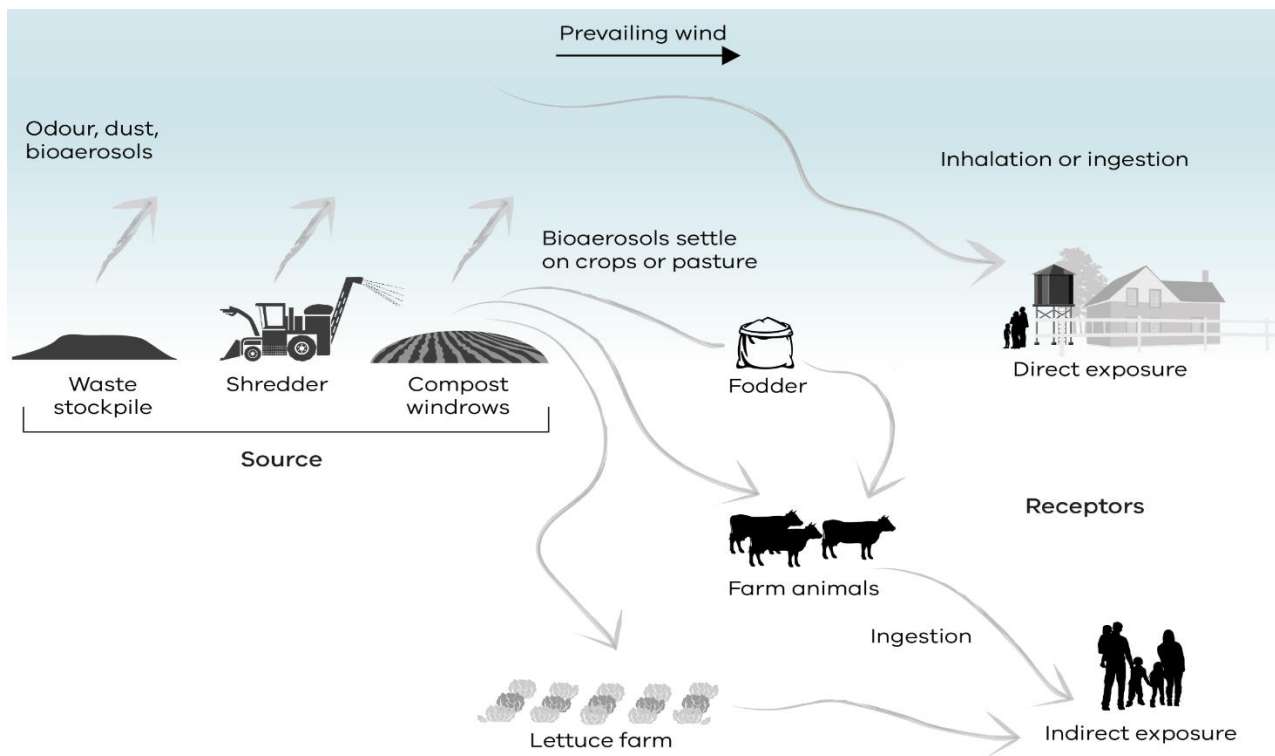 Prevailing wind
Odour, dust,
bioaerosols
Inhalation or ingestion
Bioaerosols settle
on crops or pasture
Waste
stockpile
Shredder
Compost
windrows
Fodder
Direct exposure
Source
Receptors
Farm animals
Ingestion
Lettuce farm
Indirect exposure